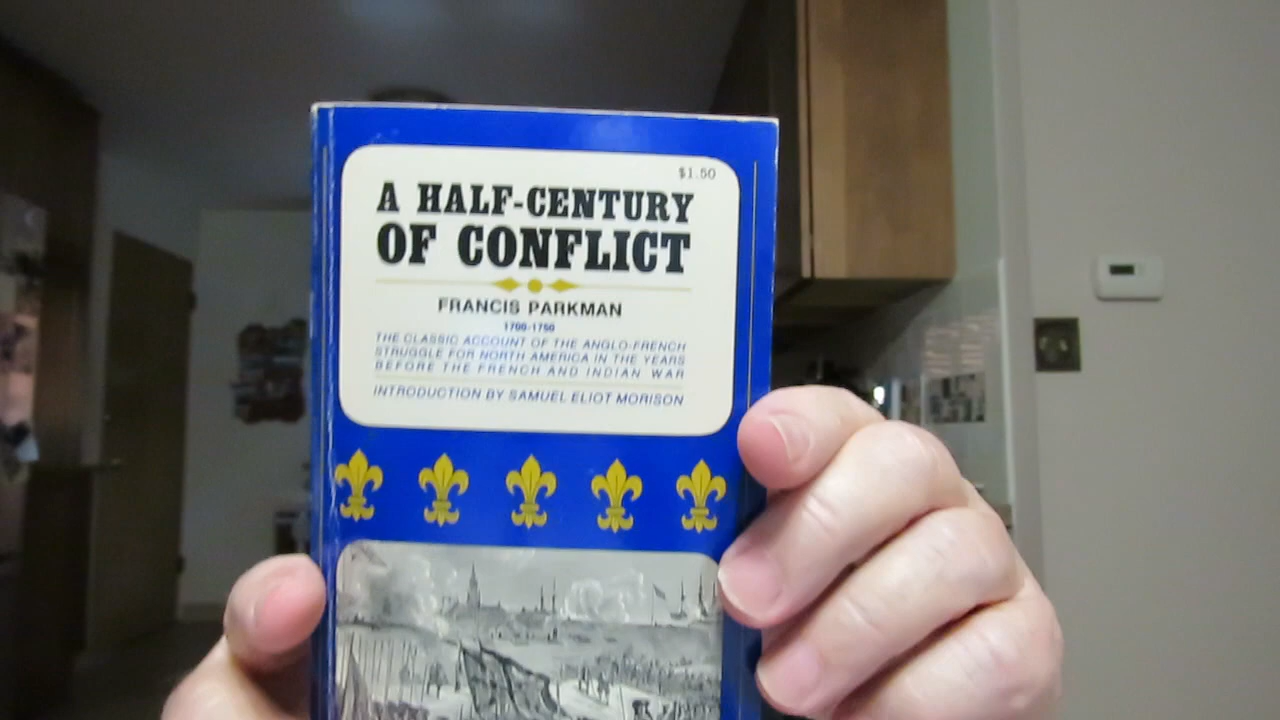 $1.50
A HALF-CENTURY
OF CONFLICT
FRANCIS PARKMAN
1700-1750
THE CLASSIC ACCOUNT OF THE ANGLO-FRENCH
STRUGGLE FOR NORTH AMERICA IN THE YEARS
BEFORE THE FRENCH AND INDIAN WAR
INTRODUCTION BY SAMUEL ELIOT MORISON